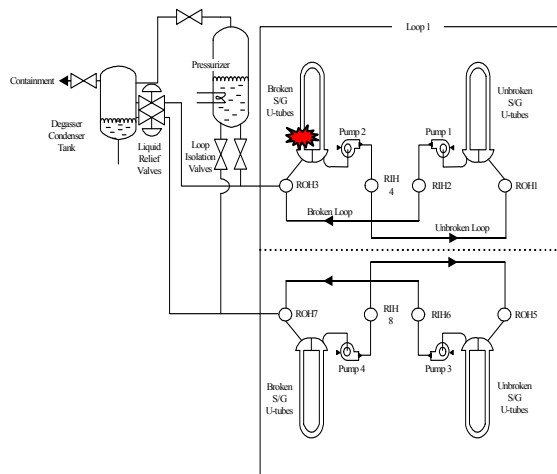 Loop 1
Pressurizer
Containment
Degasser
Condenser
Tank
Liquid
Relief
Valves
Loop
Isolation
Valves
Broken
S/G
U-tubes
Pump 2
Pump 1
Unbroken
S/G
U-tubes
ROH3
RIH
4
RIH2
ROH1
Broken Loop
Unbroken Loop
ROH7
RIH
8
RIH6
ROH5
Broken
S/G
U-tubes
Pump 4
Pump 3
Unbroken
S/G
U-tubes